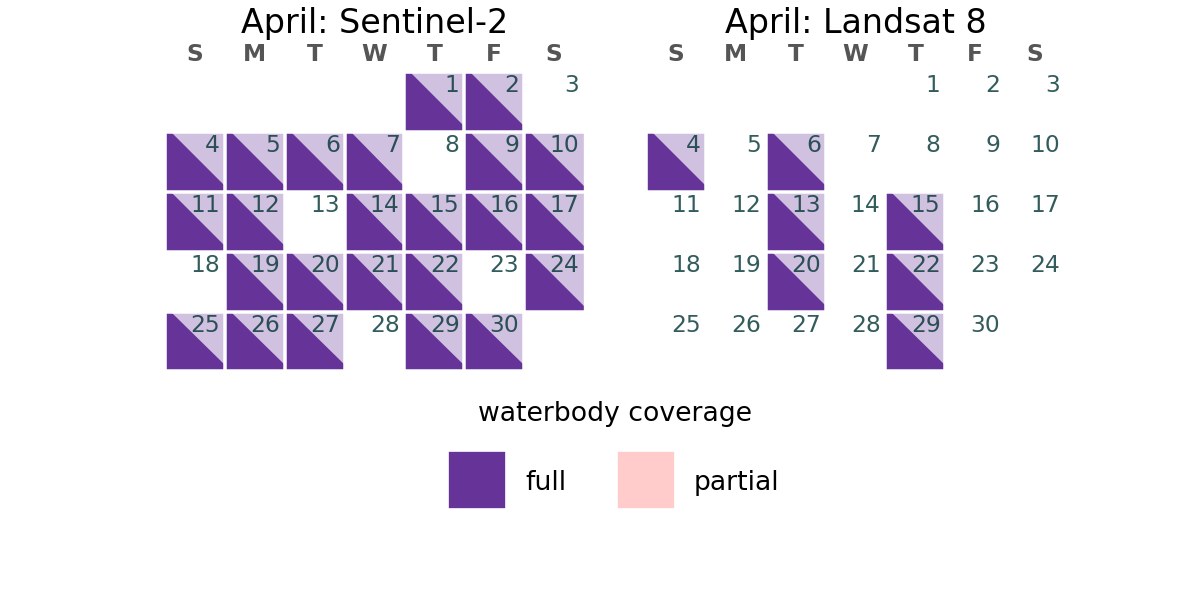 April: Sentinel-2
S M T W T F S
1 2 3
4 5 6 7 8 9 10
11 12 13 14 15 16 17
18 19 20 21 22 23 24
25 26 27 28 29 30
April: Landsat 8
S M T W T F S
1 2 3
4 5 6 7 8 9 10
11 12 13 14 15 16 17
18 19 20 21 22 23 24
25 26 27 28 29 30
waterbody coverage
full
partial